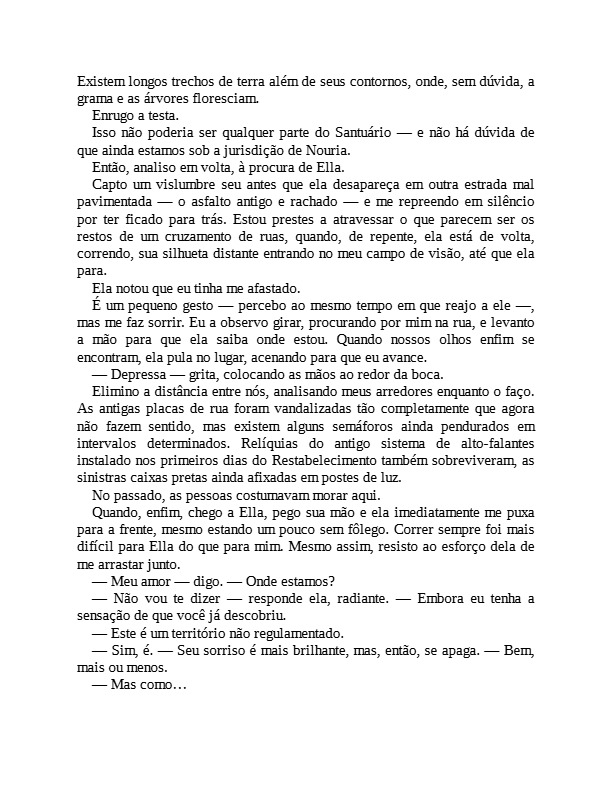 Existem longos trechos de terra além de seus contornos, onde, sem dúvida, a
grama e as árvores floresciam.
Enrugo a testa.
Isso não poderia ser qualquer parte do Santuário — e não há dúvida de
que ainda estamos sob a jurisdição de Nouria.
Então, analiso em volta, à procura de Ella.
Capto um vislumbre seu antes que ela desapareça em outra estrada mal
pavimentada — o asfalto antigo e rachado — e me repreendo em silêncio
por ter ficado para trás. Estou prestes a atravessar o que parecem ser os
restos de um cruzamento de ruas, quando, de repente, ela está de volta,
correndo, sua silhueta distante entrando no meu campo de visão, até que ela
para.
Ela notou que eu tinha me afastado.
É um pequeno gesto — percebo ao mesmo tempo em que reajo a ele —,
mas me faz sorrir. Eu a observo girar, procurando por mim na rua, e levanto
a mão para que ela saiba onde estou. Quando nossos olhos enfim se
encontram, ela pula no lugar, acenando para que eu avance.
— Depressa — grita, colocando as mãos ao redor da boca.
Elimino a distância entre nós, analisando meus arredores enquanto o faço.
As antigas placas de rua foram vandalizadas tão completamente que agora
não fazem sentido, mas existem alguns semáforos ainda pendurados em
intervalos determinados. Relíquias do antigo sistema de alto-falantes
instalado nos primeiros dias do Restabelecimento também sobreviveram, as
sinistras caixas pretas ainda afixadas em postes de luz.
No passado, as pessoas costumavam morar aqui.
Quando, enfim, chego a Ella, pego sua mão e ela imediatamente me puxa
para a frente, mesmo estando um pouco sem fôlego. Correr sempre foi mais
difícil para Ella do que para mim. Mesmo assim, resisto ao esforço dela de
me arrastar junto.
— Meu amor — digo. — Onde estamos?
— Não vou te dizer — responde ela, radiante. — Embora eu tenha a
sensação de que você já descobriu.
— Este é um território não regulamentado.
— Sim, é. — Seu sorriso é mais brilhante, mas, então, se apaga. — Bem,
mais ou menos.
— Mas como…